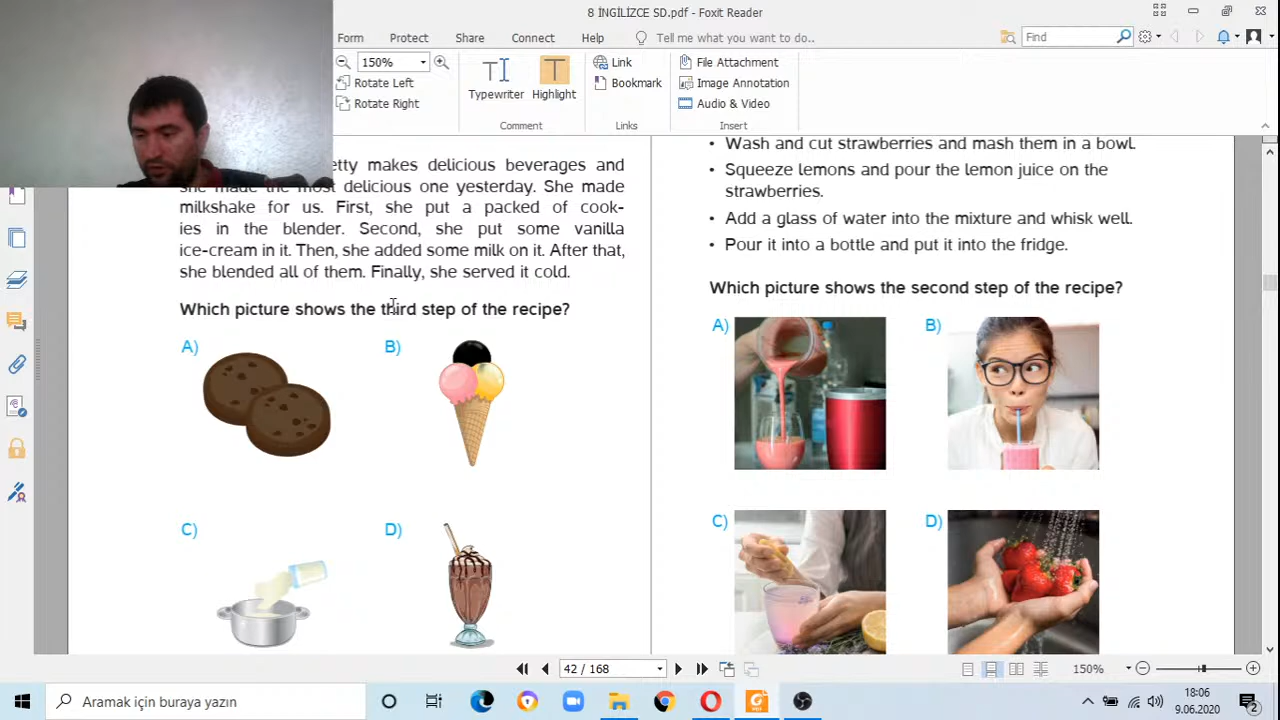 8 İNGİLİZCE SD.pdf - Foxit Reader
Form Protect Share Connect Help Tell me what you want to do.. Find
150%
Rotate Left
Rotate Right
Typewriter
Highlight
Comment
Link
Bookmark
Links
File Attachment
Image Annotation
Audio & Video
Insert
etty makes delicious beverages and
she made the most delicious one yesterday. She made
milkshake for us. First, she put a packed of cook-
ies in the blender. Second, she put some vanilla
ice-cream in it. Then, she added some milk on it. After that,
she blended all of them. Finally, she served it cold.
Which picture shows the third step of the recipe?
A)
B)
C)
D)
• Wash and cut strawberries and mash them in a bowl.
• Squeeze lemons and pour the lemon juice on the
strawberries.
• Add a glass of water into the mixture and whisk well.
• Pour it into a bottle and put it into the fridge.
Which picture shows the second step of the recipe?
A)
B)
C)
D)
42 / 168
150%
Aramak için buraya yazın
18:06
9.06.2020
2